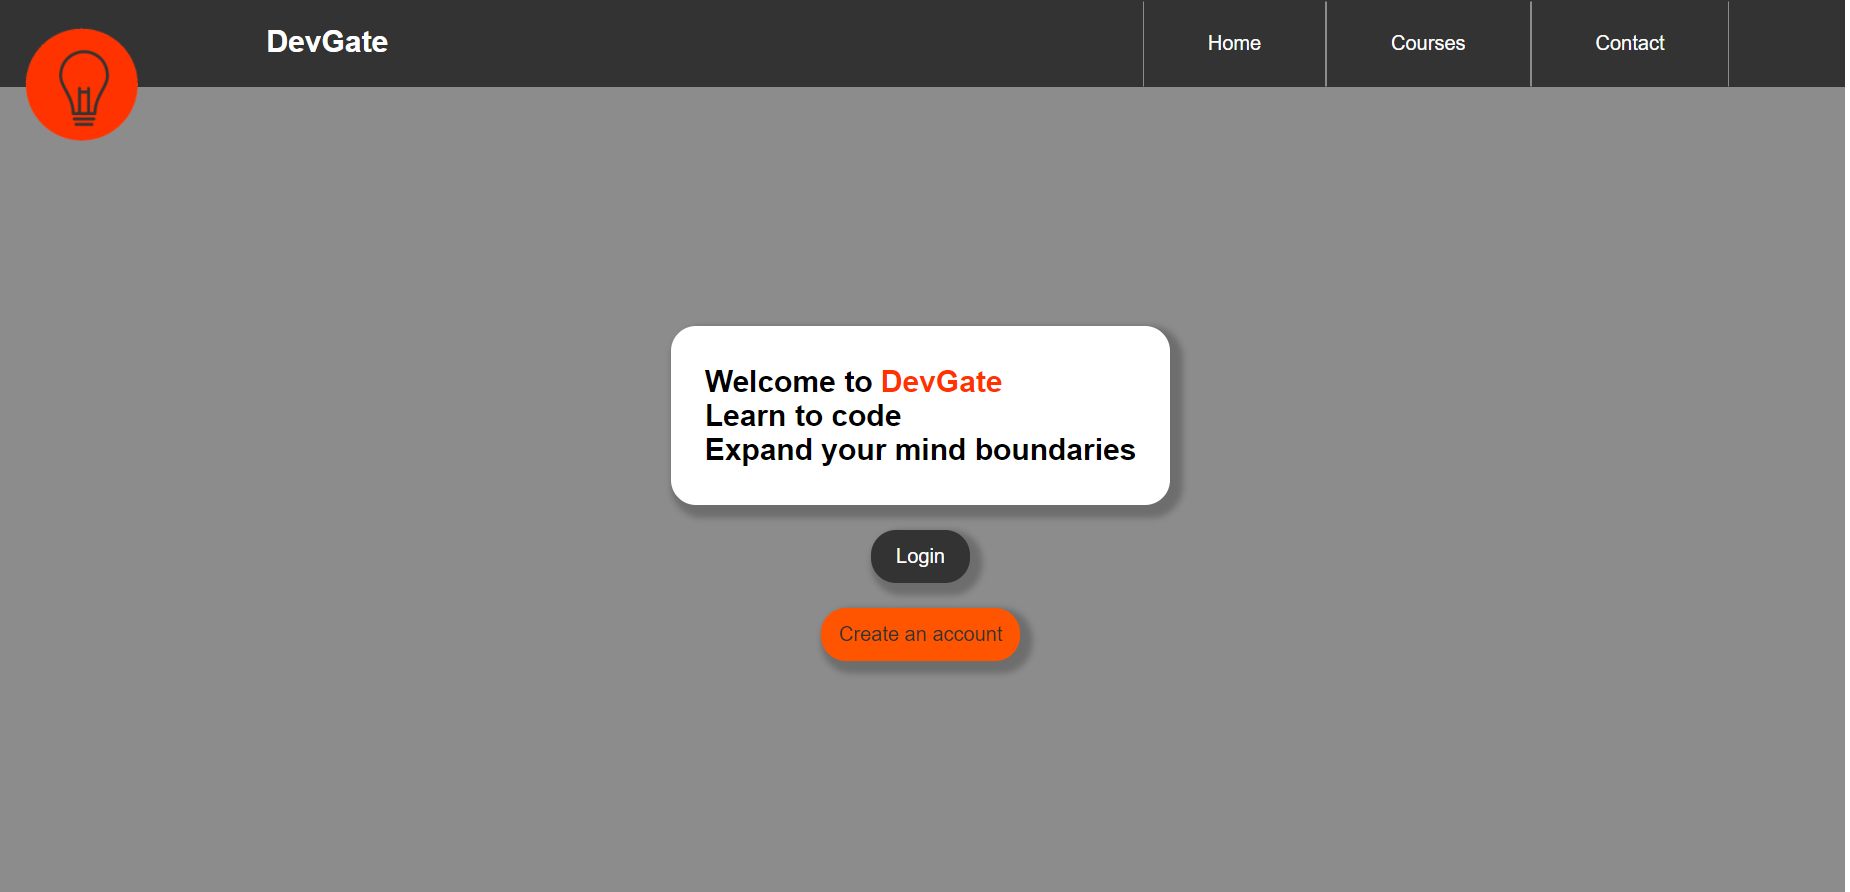 DevGate
Home
Courses
Contact
Welcome to DevGate
Learn to code
Expand your mind boundaries
Login
Create an account